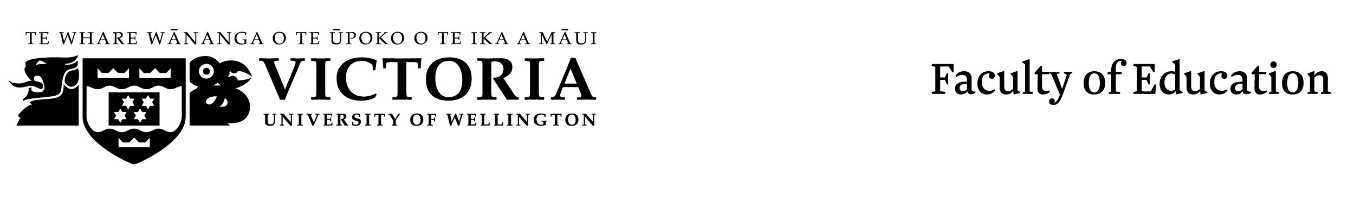 TE WHARE WĀNANGA O TE ŪPOKO O TE IKA A MĀUI
VICTORIA
UNIVERSITY OF WELLINGTON
Faculty of Education